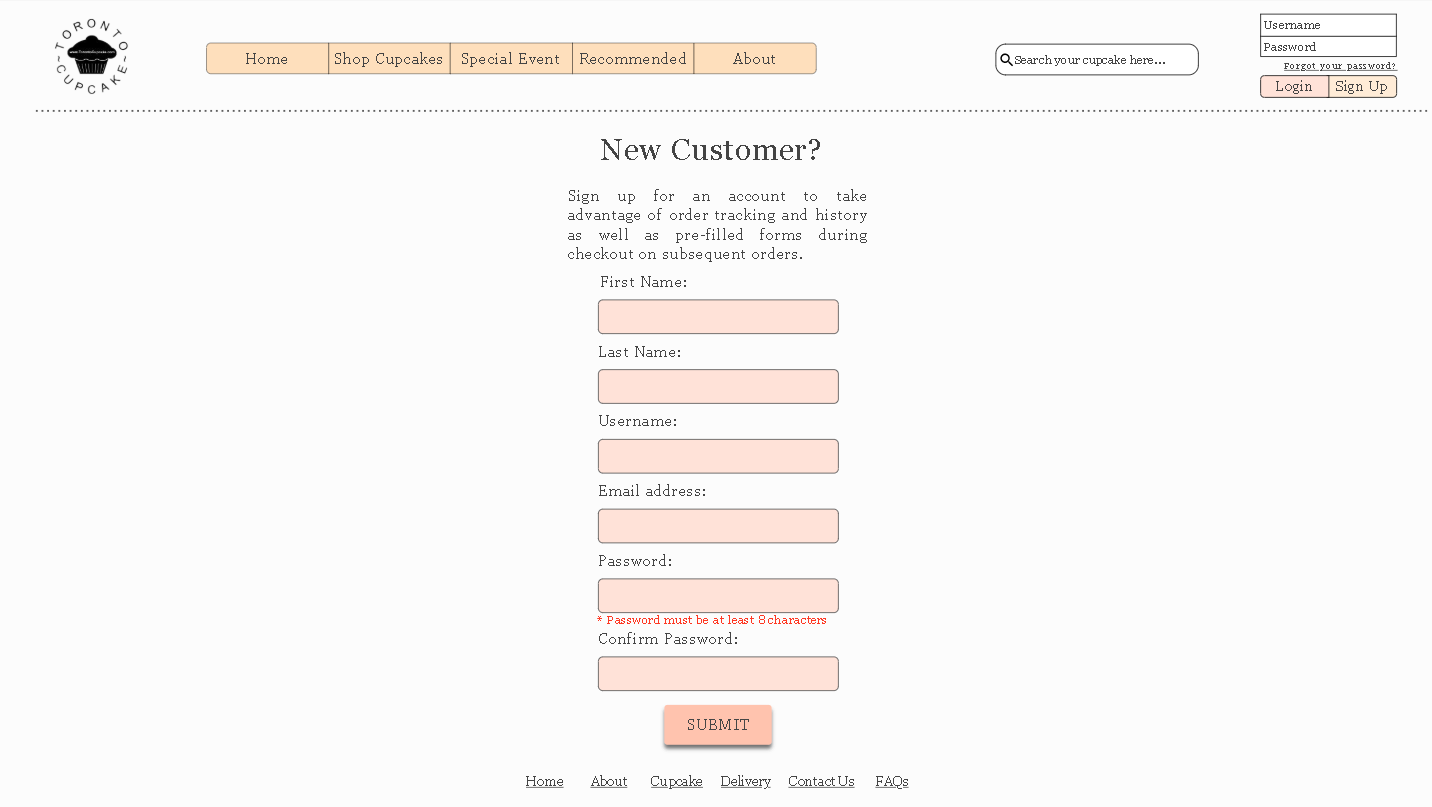 TORONTO
~CUPCAKE~
www.TorontoCupcake.com
Home Shop Cupcakes Special Event Recommended About
Search your cupcake here...
Username
Password
Forgot your password?
Login Sign Up
New Customer?
Sign up for an account to take
advantage of order tracking and history
as well as pre-filled forms during
checkout on subsequent orders.
First Name:
Last Name:
Username:
Email address:
Password:
* Password must be at least 8 characters
Confirm Password:
SUBMIT
Home About Cupcake Delivery Contact Us FAQs